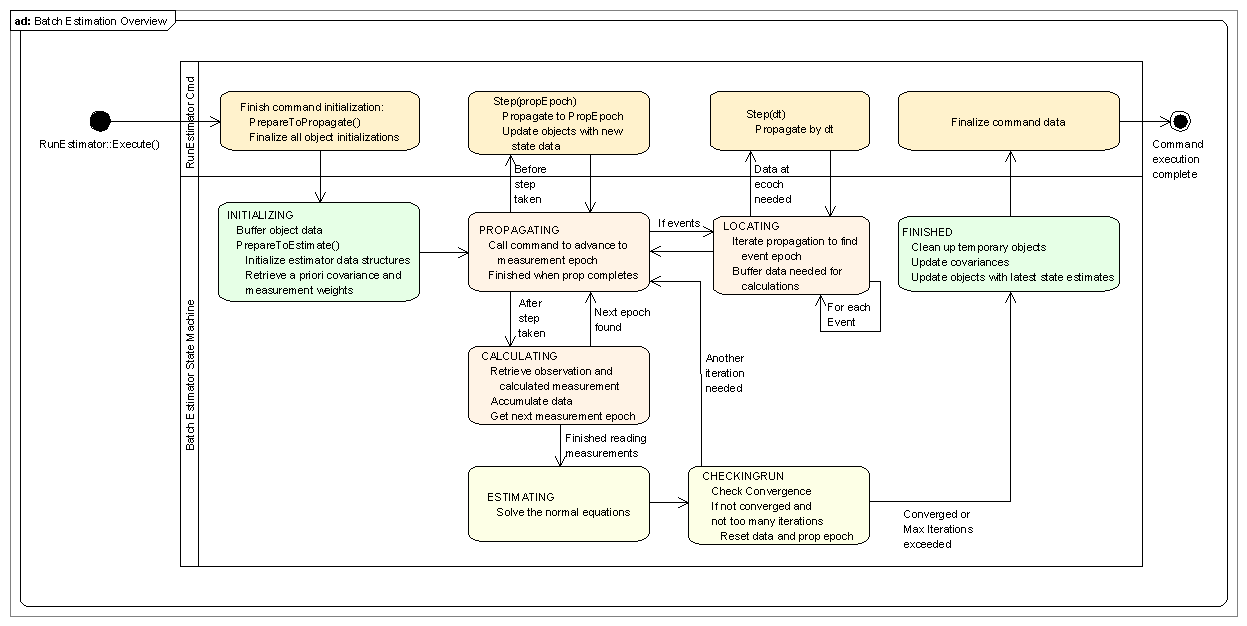 ad: Batch Estimation Overview
RunEstimator Cmd
RunEstimator::Execute()
Finish command initialization:
PrepareToPropagate()
Finalize all object initializations
Step(propEpoch)
Propagate to PropEpoch
Update objects with new
state data
Step(dt)
Propagate by dt
Finalize command data
Command
execution
complete
Before
step
taken
Data at
ecoch
needed
Batch Estimator State Machine
INITIALIZING
Buffer object data
PrepareToEstimate()
Initialize estimator data structures
Retrieve a priori covariance and
measurement weights
PROPAGATING
Call command to advance to
measurement epoch
Finished when prop completes
If events
LOCATING
Iterate propagation to find
event epoch
Buffer data needed for
calculations
For each
Event
FINISHED
Clean up temporary objects
Update covariances
Update objects with latest state estimates
After
step
taken
Next epoch
found
CALCULATING
Retrieve observation and
calculated measurement
Accumulate data
Get next measurement epoch
Another
iteration
needed
Finished reading
measurements
ESTIMATING
Solve the normal equations
CHECKINGRUN
Check Convergence
If not converged and
not too many iterations
Reset data and prop epoch
Converged or
Max Iterations
exceeded